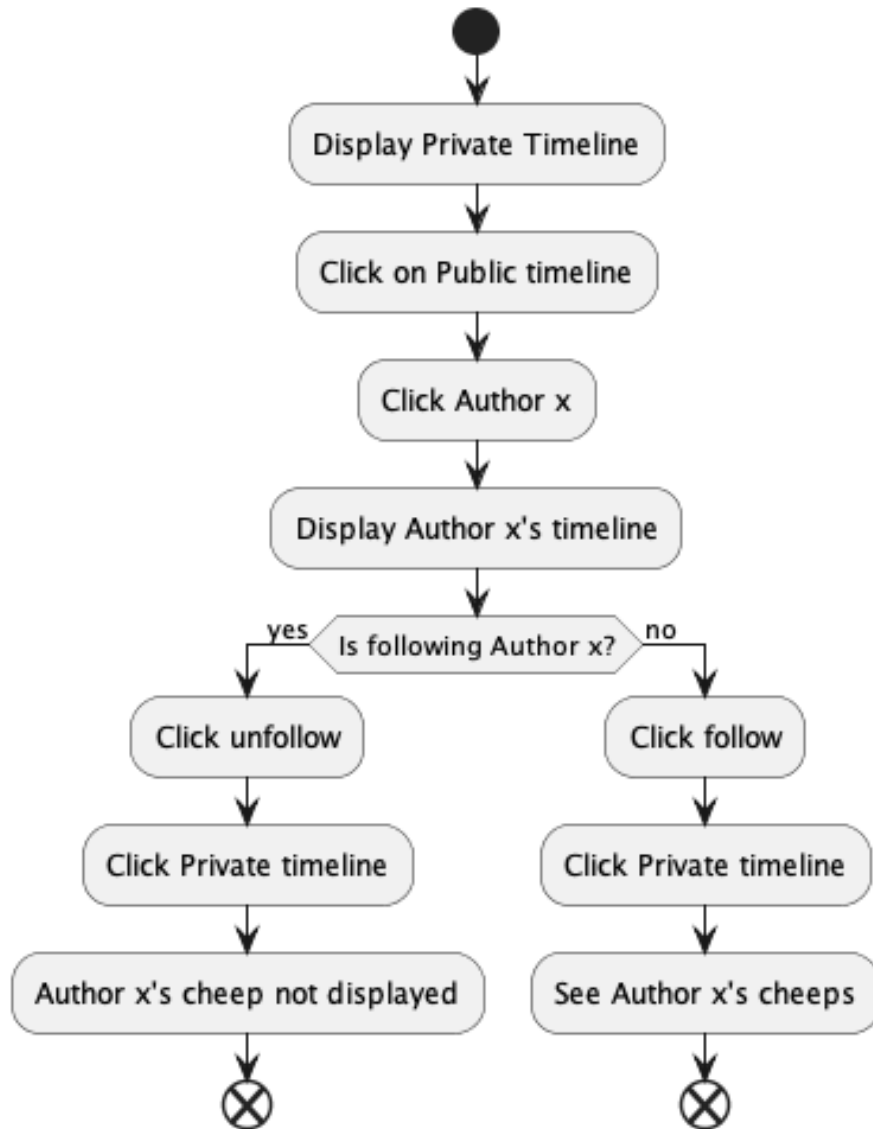 Display Private Timeline
Click on Public timeline
Click Author x
Display Author x's timeline
yes
Is following Author x?
no
Click unfollow
Click follow
Click Private timeline
Click Private timeline
Author x's cheep not displayed
See Author x's cheeps